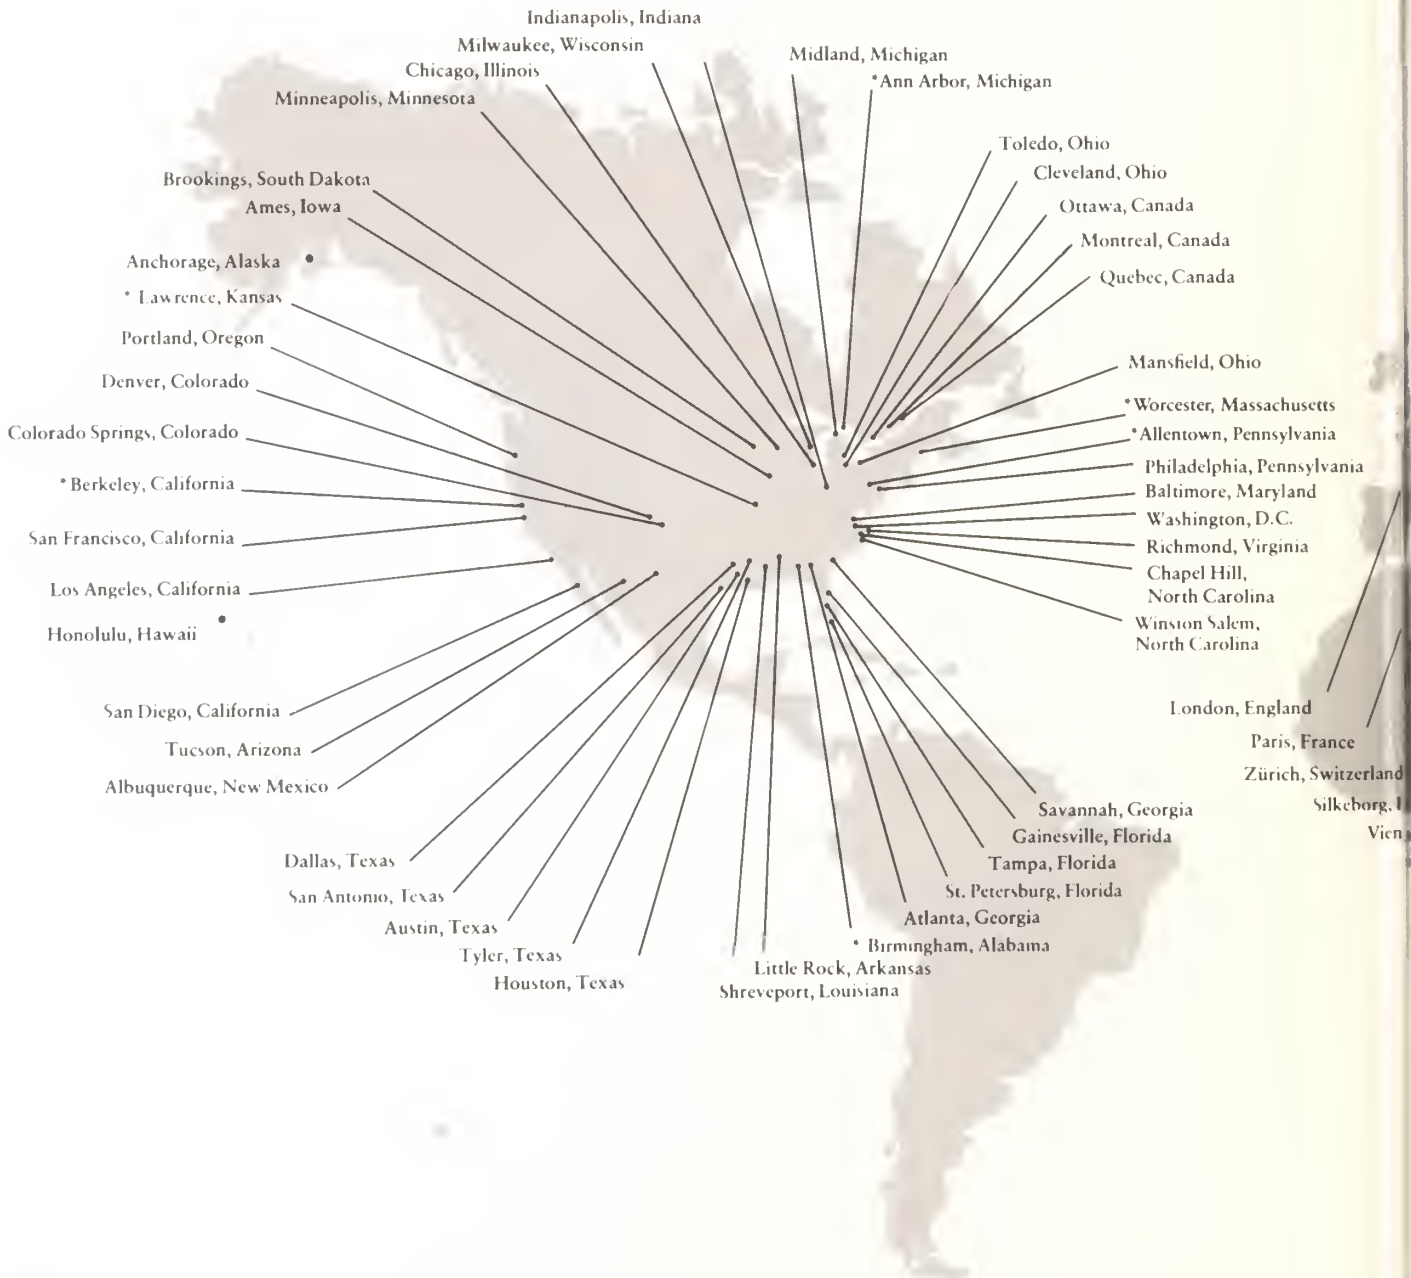 Indianapolis, Indiana
Milwaukee, Wisconsin
Chicago, Illinois
Minneapolis, Minnesota
Midland, Michigan
*Ann Arbor, Michigan
Toledo, Ohio
Cleveland, Ohio
Ottawa, Canada
Montreal, Canada
Quebec, Canada
Brookings, South Dakota
Ames, Iowa
Anchorage, Alaska
* Lawrence, Kansas
Portland, Oregon
Denver, Colorado
Colorado Springs, Colorado
*Berkeley, California
San Francisco, California
Los Angeles, California
Honolulu, Hawaii
Mansfield, Ohio
*Worcester, Massachusetts
*Allentown, Pennsylvania
Philadelphia, Pennsylvania
Baltimore, Maryland
Washington, D.C.
Richmond, Virginia
Chapel Hill,
North Carolina
Winston Salem,
North Carolina
San Diego, California
Tucson, Arizona
Albuquerque, New Mexico
Dallas, Texas
San Antonio, Texas
Austin, Texas
Tyler, Texas
Houston, Texas
Savannah, Georgia
Gainesville, Florida
Tampa, Florida
St. Petersburg, Florida
Atlanta, Georgia
* Birmingham, Alabama
Little Rock, Arkansas
Shreveport, Louisiana
London, England
Paris, France
Zürich, Switzerland
Silkeborg,